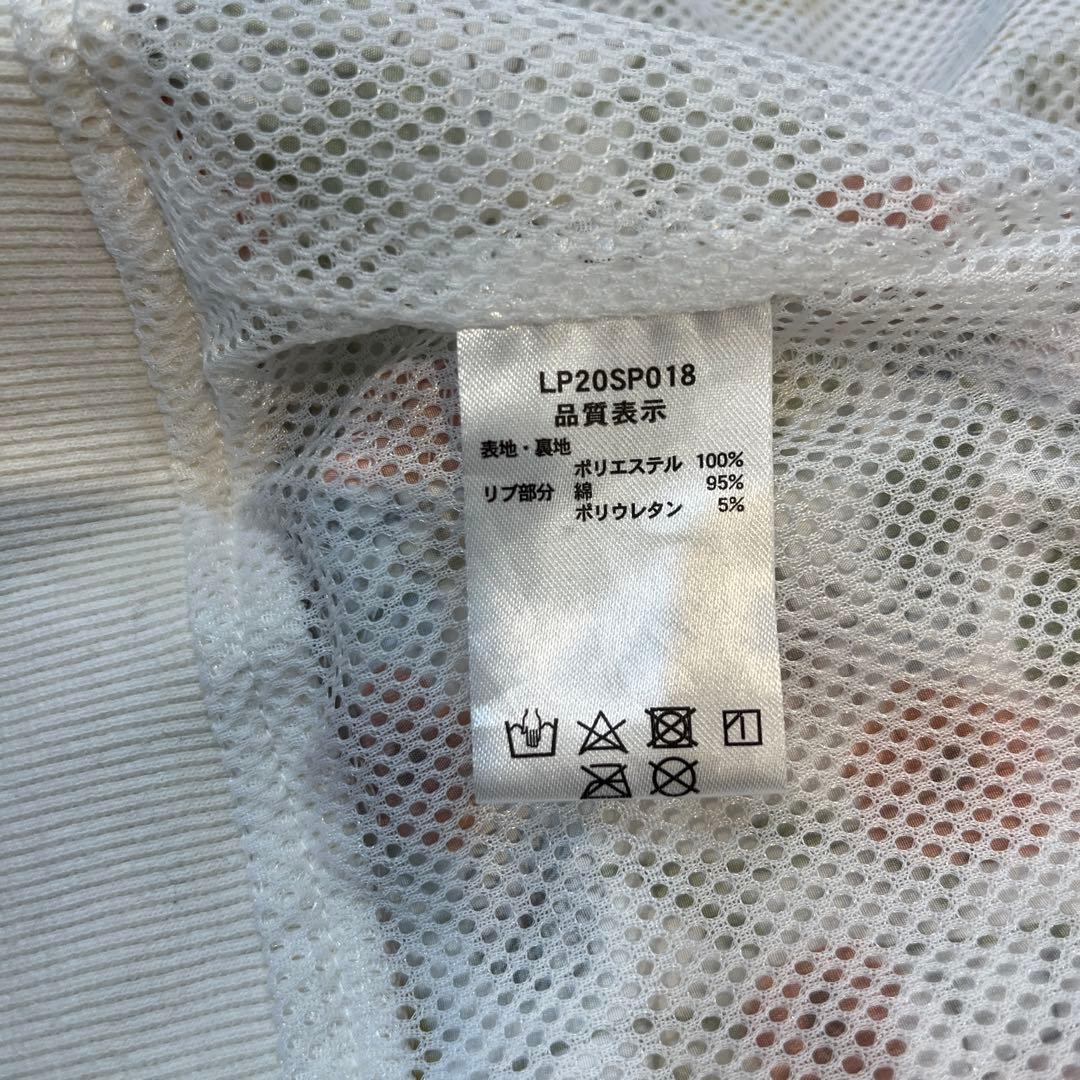 LP20SP018
品質表示
表地・裏地
ポリエステル 100%
リブ部分 綿 95%
ポリウレタン 5%